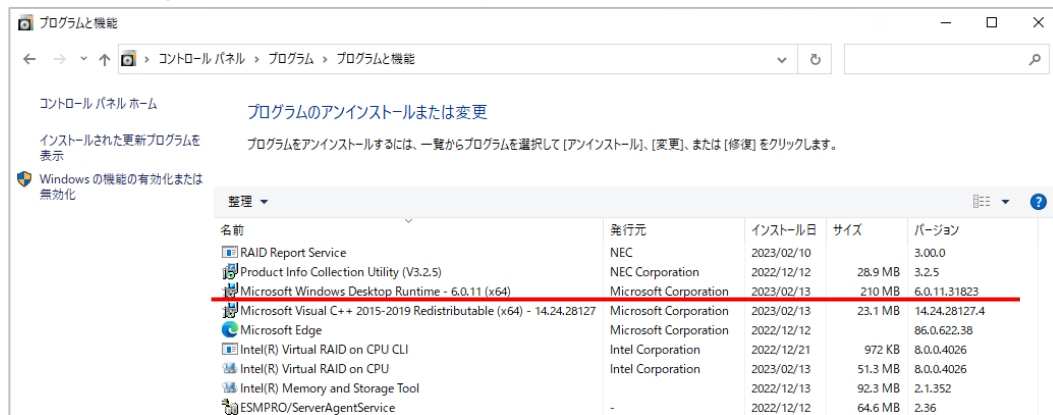 プログラムと機能
コントロール パネル › プログラム › プログラムと機能
コントロール パネル ホーム
インストールされた更新プログラムを
表示
Windows の機能の有効化または
無効化
プログラムのアンインストールまたは変更
プログラムをアンインストールするには、一覧からプログラムを選択して [アンインストール]、[変更]、または [修復] をクリックします。
整理
名前 発行元 インストール日 サイズ バージョン
RAID Report Service NEC 2023/02/10 3.00.0
Product Info Collection Utility (V3.2.5) NEC Corporation 2022/12/12 28.9 MB 3.2.5
Microsoft Windows Desktop Runtime - 6.0.11 (x64) Microsoft Corporation 2023/02/13 210 MB 6.0.11.31823
Microsoft Visual C++ 2015-2019 Redistributable (x64) - 14.24.28127 Microsoft Corporation 2023/02/13 23.1 MB 14.24.28127.4
Microsoft Edge Microsoft Corporation 2022/12/12 86.0.622.38
Intel(R) Virtual RAID on CPU CLI Intel Corporation 2022/12/21 972 KB 8.0.0.4026
Intel(R) Virtual RAID on CPU Intel Corporation 2023/02/13 51.3 MB 8.0.0.4026
Intel(R) Memory and Storage Tool 2022/12/13 92.3 MB 2.1.352
ESMPRO/ServerAgentService - 2022/12/12 64.6 MB 2.36